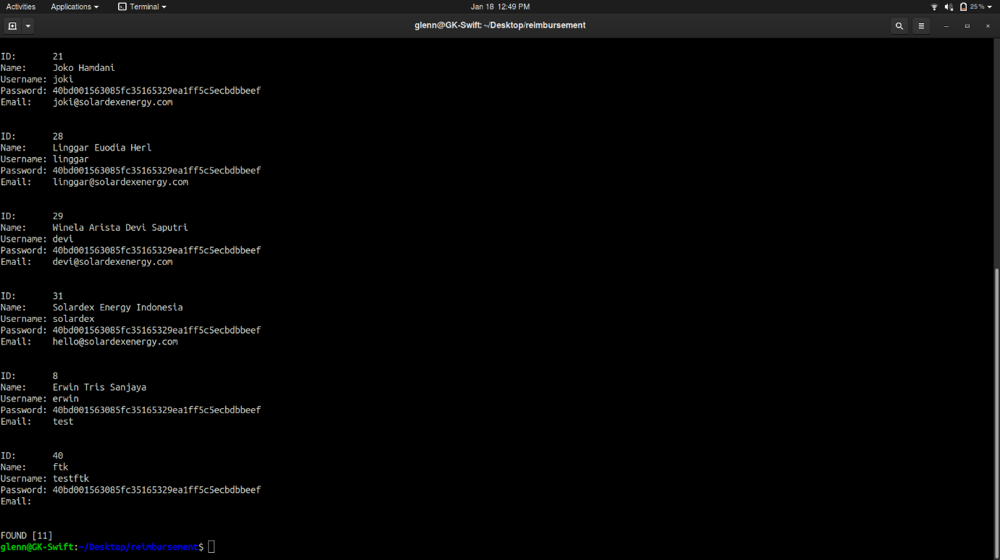 Activities Applications Terminal Jan 18 12:49 PM 25%
glenn@GK-Swift: ~/Desktop/reimbursement
ID: 21
Name: Joko Hamdani
Username: joki
Password: 40bd001563085fc35165329ea1ff5c5ecbdbbeef
Email: joki@solardexenergy.com
ID: 28
Name: Linggar Euodia Herl
Username: linggar
Password: 40bd001563085fc35165329ea1ff5c5ecbdbbeef
Email: linggar@solardexenergy.com
ID: 29
Name: Winela Arista Devi Saputri
Username: devi
Password: 40bd001563085fc35165329ea1ff5c5ecbdbbeef
Email: devi@solardexenergy.com
ID: 31
Name: Solardex Energy Indonesia
Username: solardex
Password: 40bd001563085fc35165329ea1ff5c5ecbdbbeef
Email: hello@solardexenergy.com
ID: 8
Name: Erwin Tris Sanjaya
Username: erwin
Password: 40bd001563085fc35165329ea1ff5c5ecbdbbeef
Email: test
ID: 40
Name: ftk
Username: testftk
Password: 40bd001563085fc35165329ea1ff5c5ecbdbbeef
Email:
FOUND [11]
glenn@GK-Swift:~/Desktop/reimbursement$